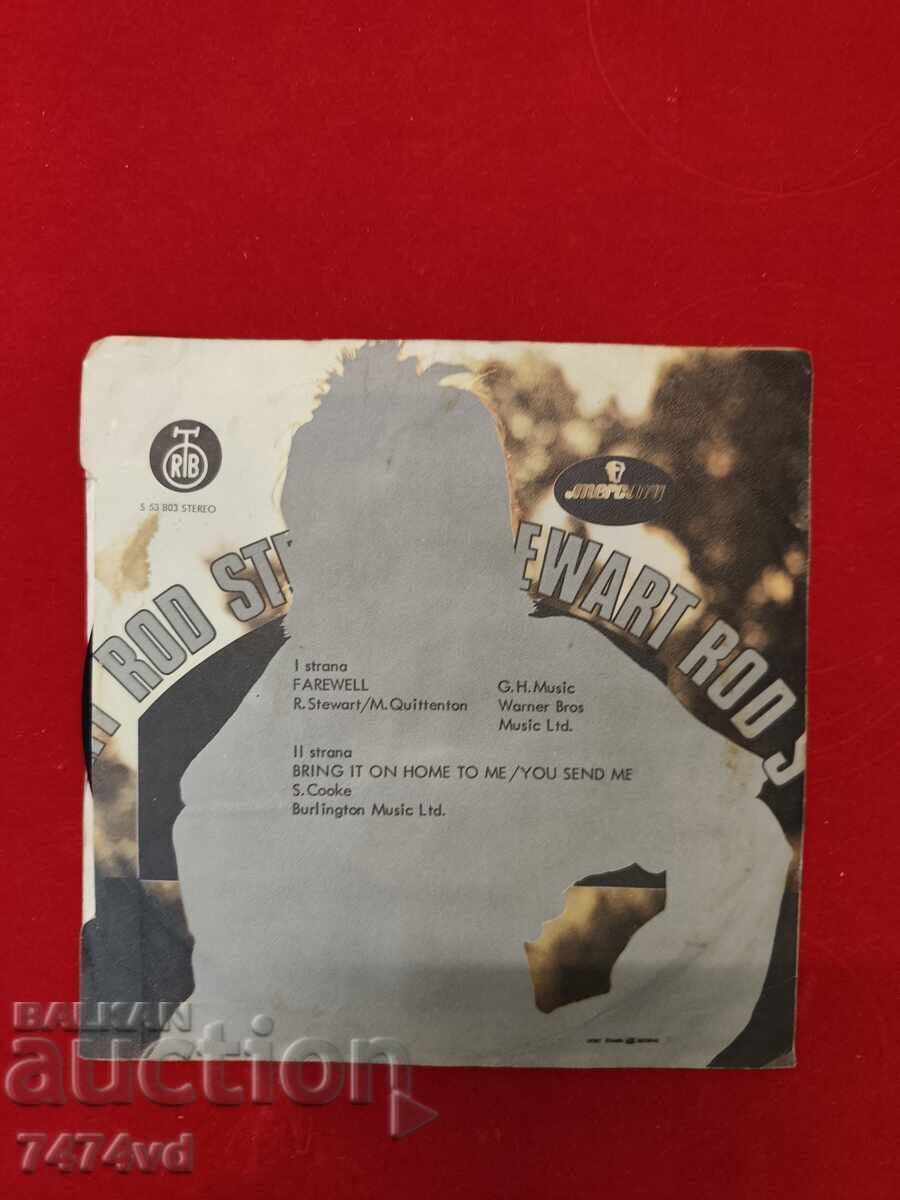 RTB
S 53 803 STEREO
mercury
ROD STE EWART ROD S
I strana
FAREWELL G.H.Music
R.Stewart/M.Quittenton Warner Bros
Music Ltd.
II strana
BRING IT ON HOME TO ME/YOU SEND ME
S.Cooke
Burlington Music Ltd.
BALKAN
auction
7474vd